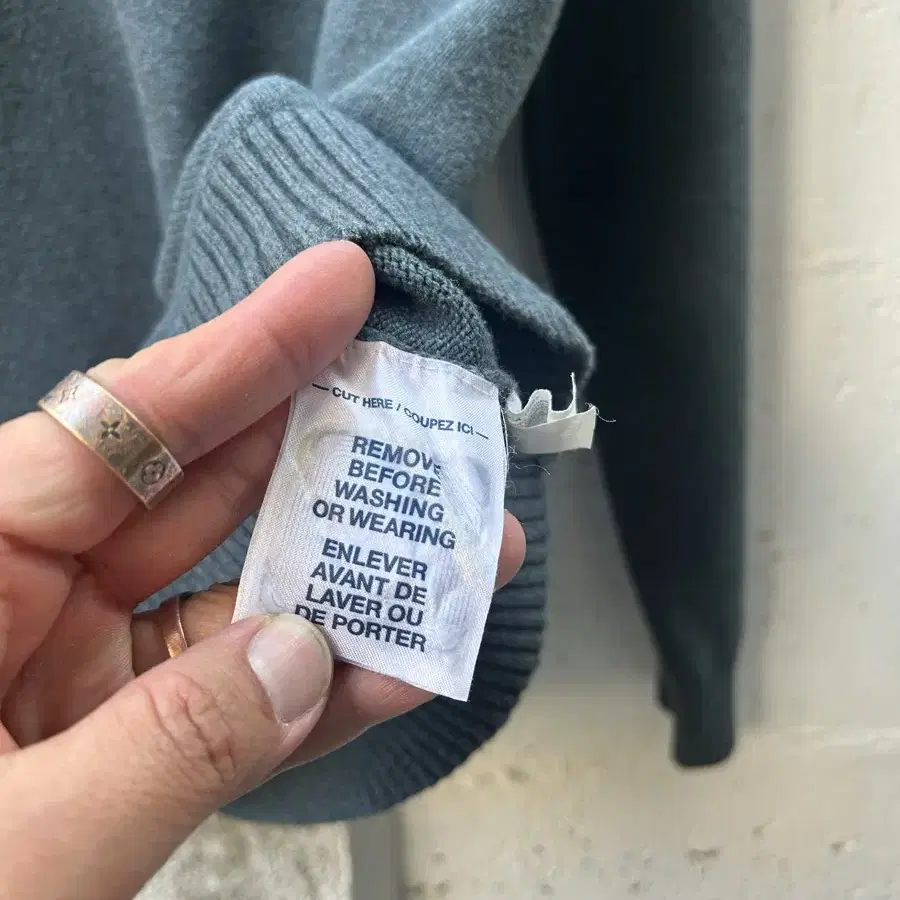 — CUT HERE / COUPEZ ICI —
REMOVE
BEFORE
WASHING
OR WEARING
ENLEVER
AVANT DE
LAVER OU
DE PORTER